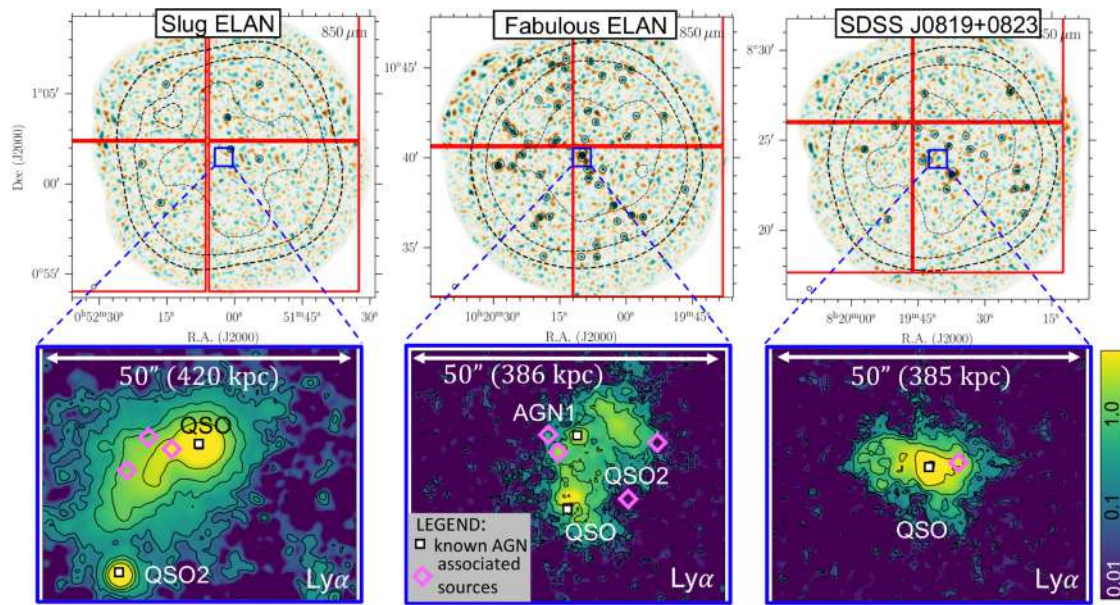 Slug ELAN
850 μm
Fabulous ELAN
850 μm
SDSS J0819+0823
850 μm
Dec (J2000)
1°05′
00′
0°55′
10°45′
40′
35′
8°30′
25′
20′
0ʰ52ᵐ30ˢ 15ˢ 00ˢ 51ᵐ45ˢ 30ˢ
10ʰ20ᵐ30ˢ 15ˢ 00ˢ 19ᵐ45ˢ
8ʰ20ᵐ00ˢ 19ᵐ45ˢ 30ˢ 15ˢ
R.A. (J2000)
R.A. (J2000)
R.A. (J2000)
50” (420 kpc)
QSO
QSO2
Lyα
50” (386 kpc)
AGN1
QSO2
QSO
LEGEND:
known AGN
associated
sources
Lyα
50” (385 kpc)
QSO
Lyα
1.0
0.1
0.01